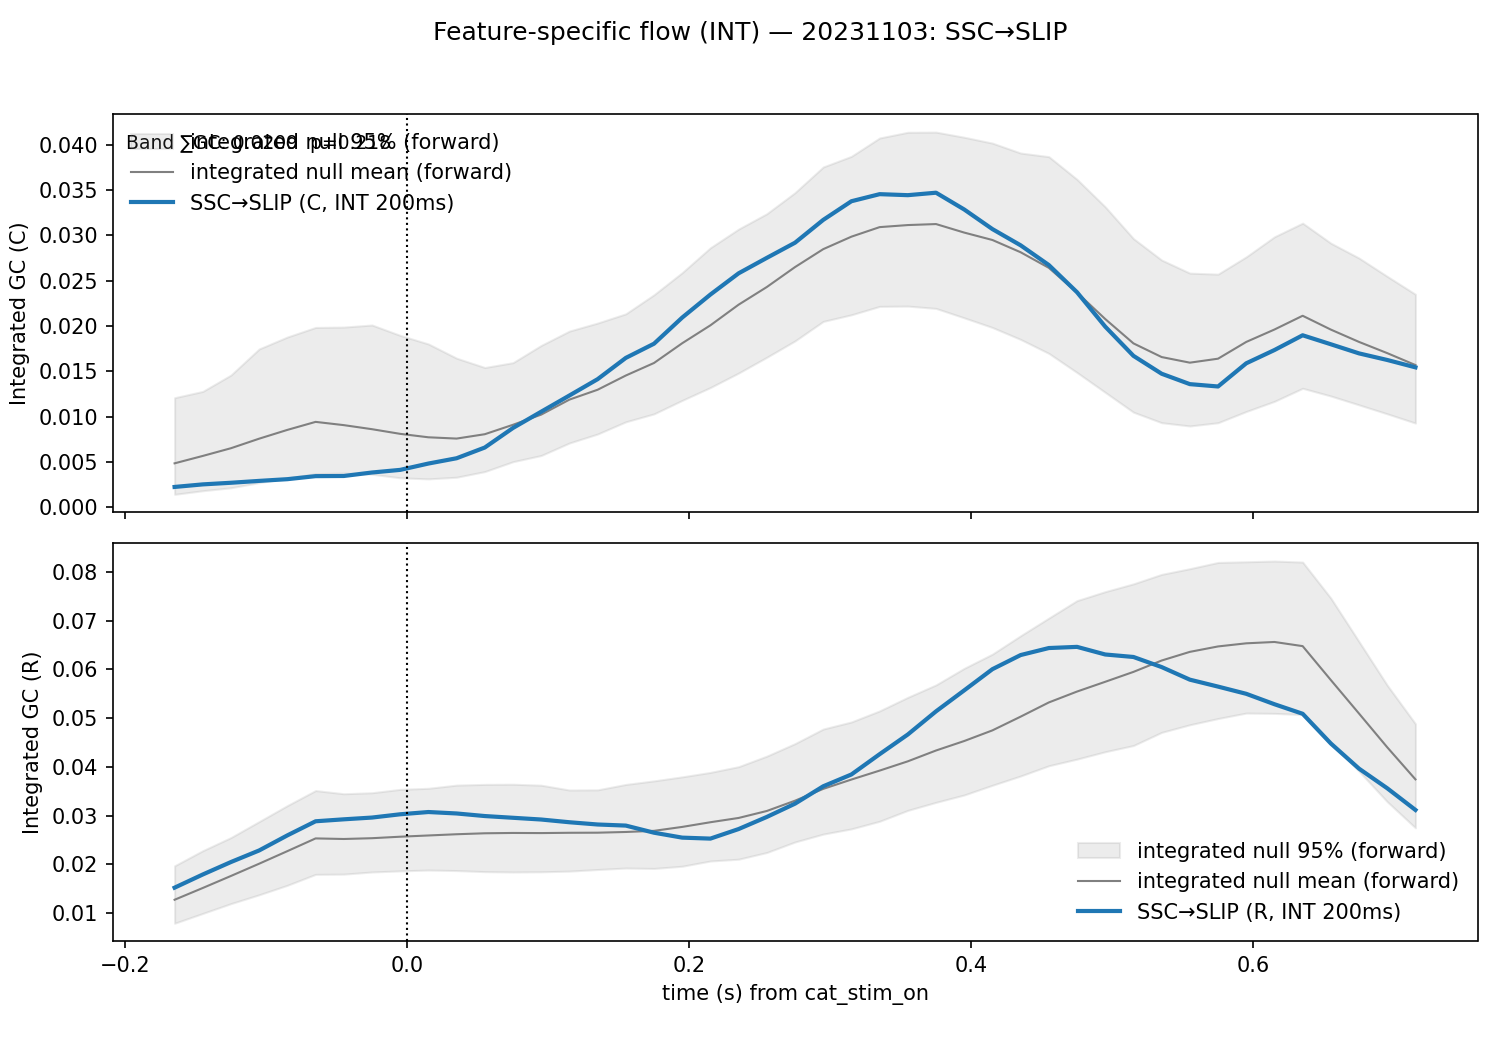 Feature-specific flow (INT) — 20231103: SSC→SLIP
Integrated GC (C)
0.040
0.035
0.030
0.025
0.020
0.015
0.010
0.005
0.000
integrated null 95% (forward)
integrated null mean (forward)
SSC→SLIP (C, INT 200ms)
Integrated GC (R)
0.08
0.07
0.06
0.05
0.04
0.03
0.02
0.01
integrated null 95% (forward)
integrated null mean (forward)
SSC→SLIP (R, INT 200ms)
−0.2 0.0 0.2 0.4 0.6
time (s) from cat_stim_on